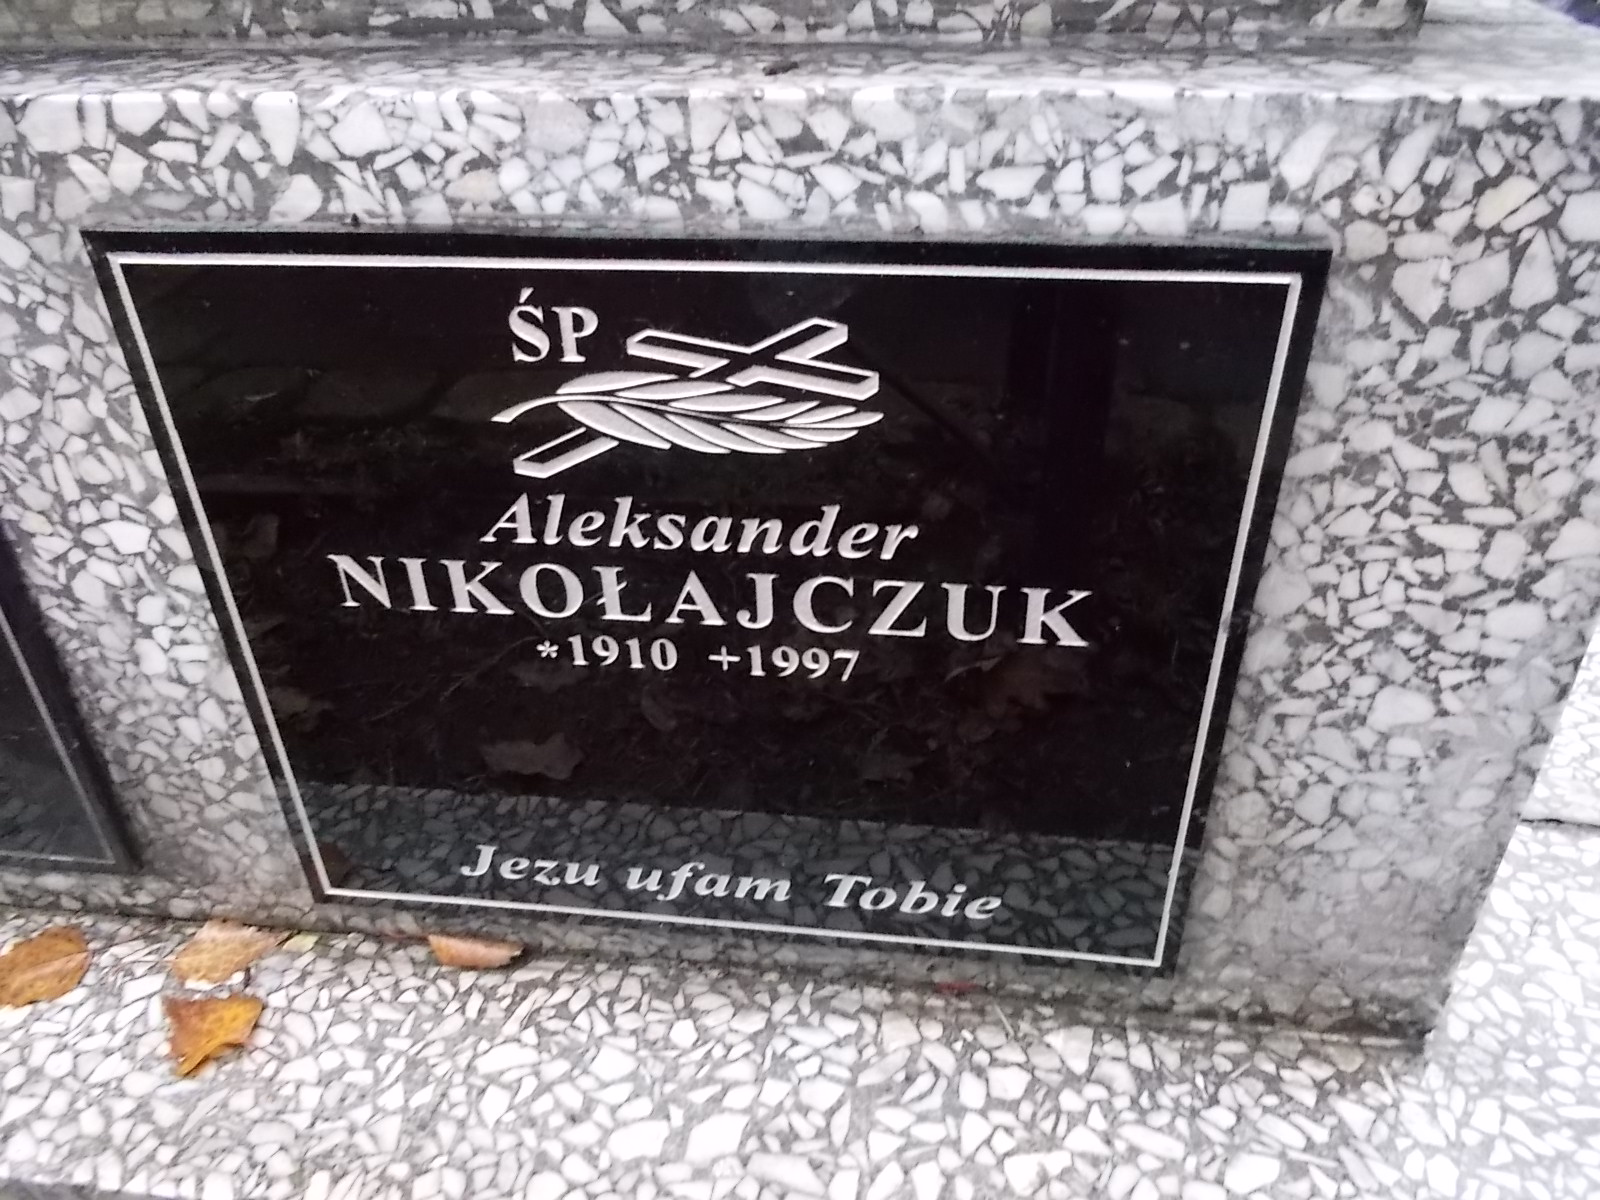 ŚP
Aleksander
NIKOŁAJCZUK
*1910 +1997
Jezu ufam Tobie